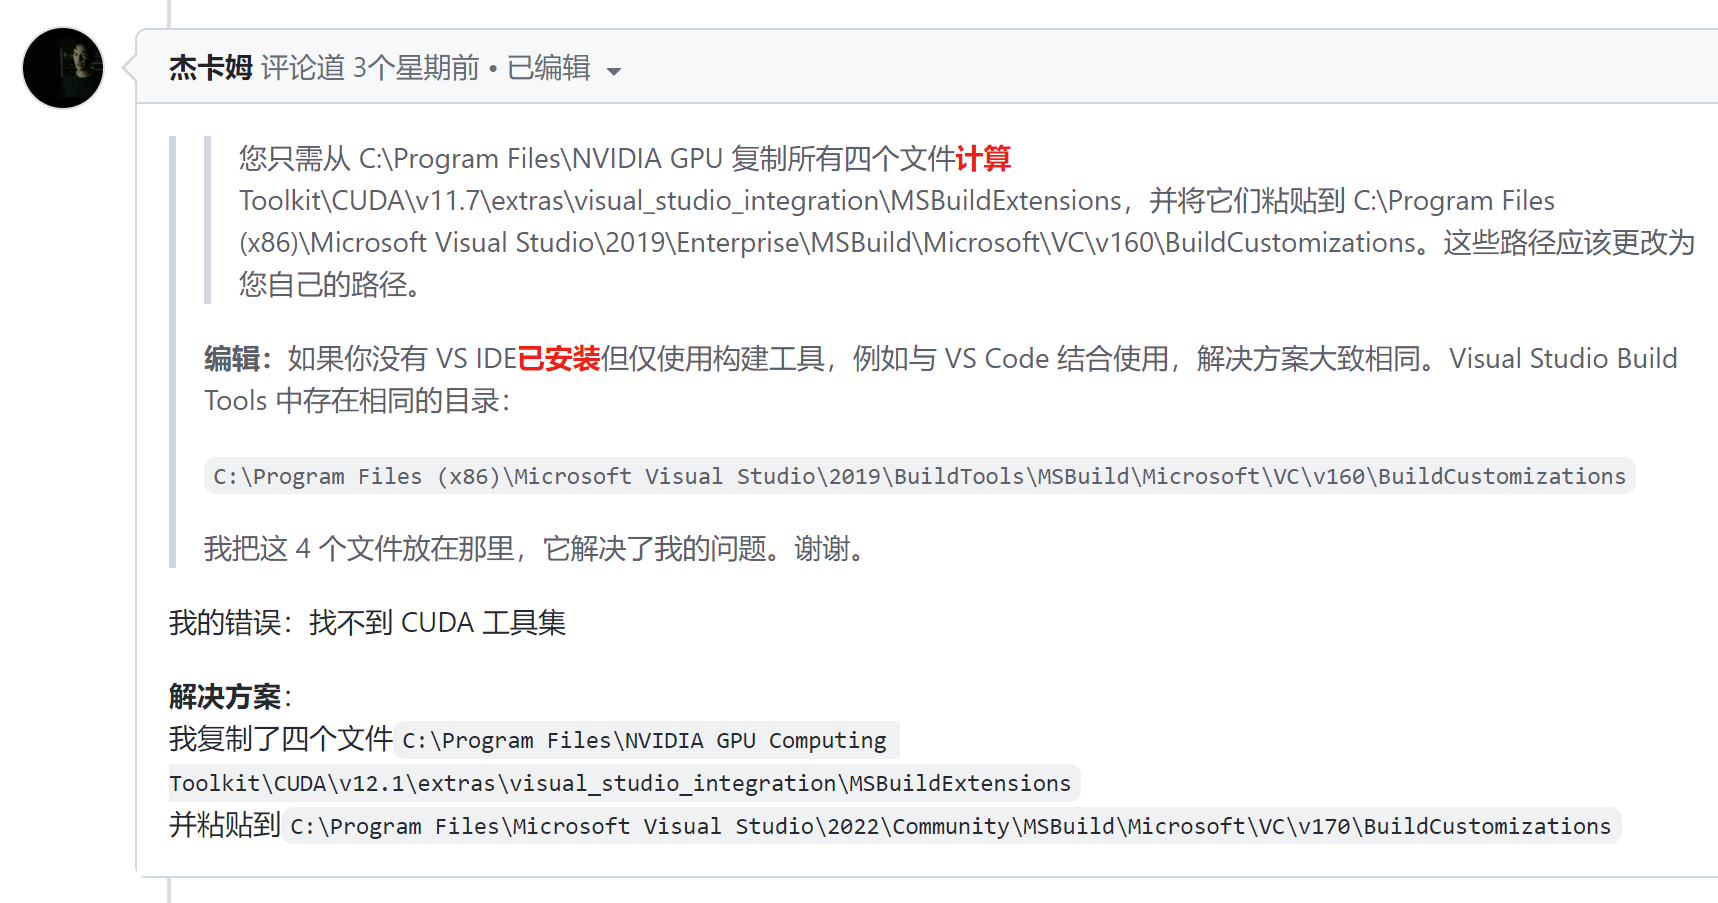 杰卡姆 评论道 3个星期前 • 已编辑
您只需从 C:\Program Files\NVIDIA GPU 复制所有四个文件计算
Toolkit\CUDA\v11.7\extras\visual_studio_integration\MSBuildExtensions，并将它们粘贴到 C:\Program Files
(x86)\Microsoft Visual Studio\2019\Enterprise\MSBuild\Microsoft\VC\v160\BuildCustomizations。这些路径应该更改为
您自己的路径。
编辑：如果你没有 VS IDE已安装但仅使用构建工具，例如与 VS Code 结合使用，解决方案大致相同。Visual Studio Build
Tools 中存在相同的目录：
C:\Program Files (x86)\Microsoft Visual Studio\2019\BuildTools\MSBuild\Microsoft\VC\v160\BuildCustomizations
我把这 4 个文件放在那里，它解决了我的问题。谢谢。
我的错误：找不到 CUDA 工具集
解决方案：
我复制了四个文件C:\Program Files\NVIDIA GPU Computing
Toolkit\CUDA\v12.1\extras\visual_studio_integration\MSBuildExtensions
并粘贴到C:\Program Files\Microsoft Visual Studio\2022\Community\MSBuild\Microsoft\VC\v170\BuildCustomizations